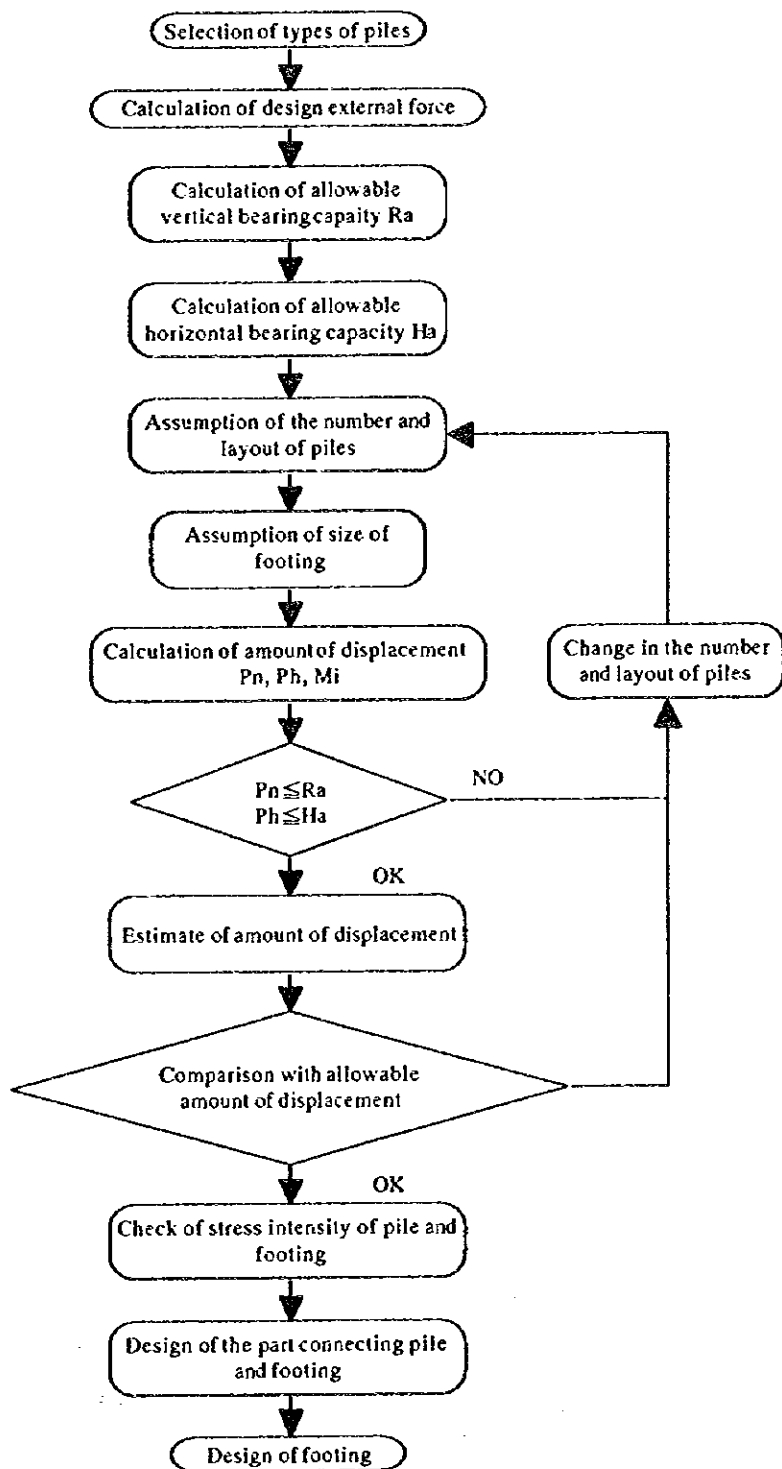 Selection of types of piles
Calculation of design external force
Calculation of allowable
vertical bearing capaity Ra
Calculation of allowable
horizontal bearing capacity Ha
Assumption of the number and
layout of piles
Assumption of size of
footing
Calculation of amount of displacement
Pn, Ph, Mi
Change in the number
and layout of piles
Pn≦Ra
Ph≦Ha
NO
OK
Estimate of amount of displacement
Comparison with allowable
amount of displacement
OK
Check of stress intensity of pile and
footing
Design of the part connecting pile
and footing
Design of footing